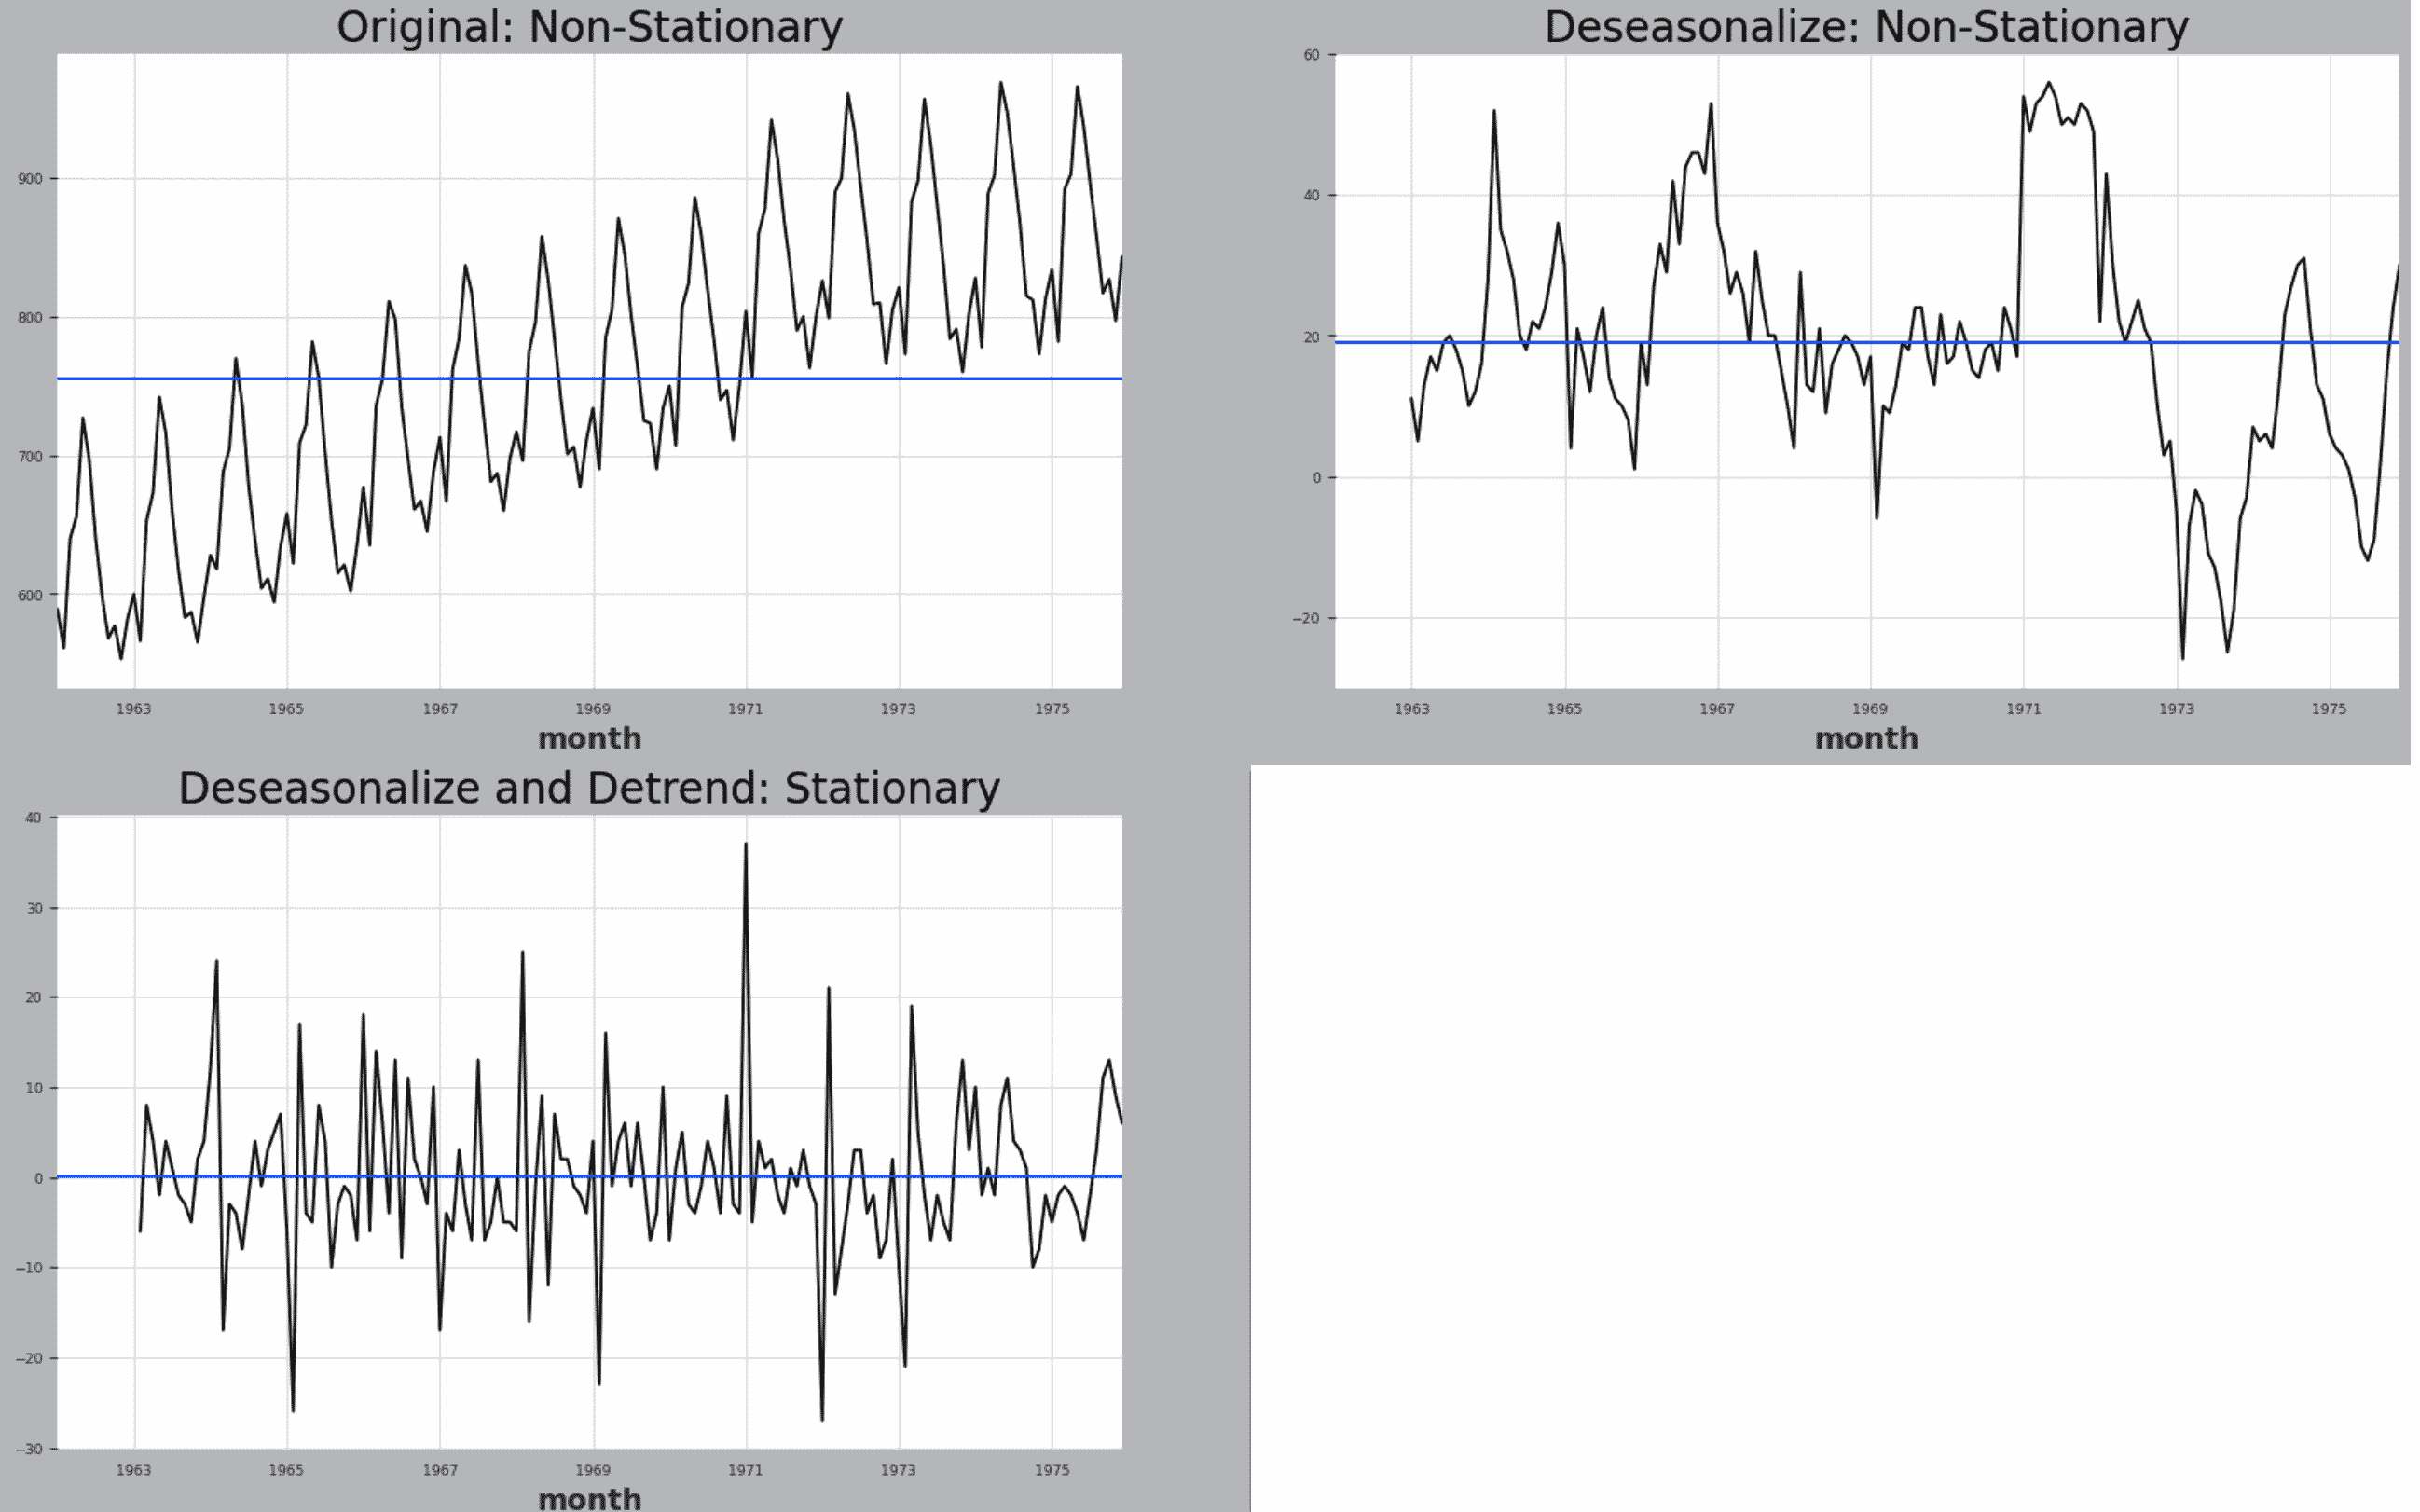 Original: Non-Stationary
900
800
700
600
1963 1965 1967 1969 1971 1973 1975
month
Deseasonalize: Non-Stationary
60
40
20
0
−20
1963 1965 1967 1969 1971 1973 1975
month
Deseasonalize and Detrend: Stationary
40
30
20
10
0
−10
−20
−30
1963 1965 1967 1969 1971 1973 1975
month